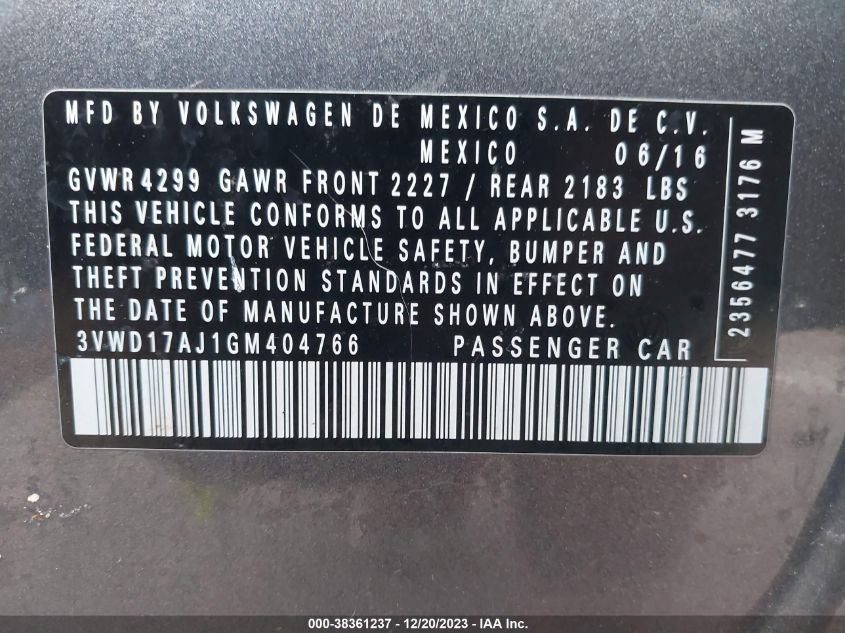 MFD BY VOLKSWAGEN DE MEXICO S.A. DE C.V.
MEXICO 06/16
GVWR 4299 GAWR FRONT 2227 / REAR 2183 LBS
THIS VEHICLE CONFORMS TO ALL APPLICABLE U.S.
FEDERAL MOTOR VEHICLE SAFETY, BUMPER AND
THEFT PREVENTION STANDARDS IN EFFECT ON
THE DATE OF MANUFACTURE SHOWN ABOVE.
3VWD17AJ1GM404766 PASSENGER CAR
2356477 3176 M
000-38361237 - 12/20/2023 - IAA Inc.